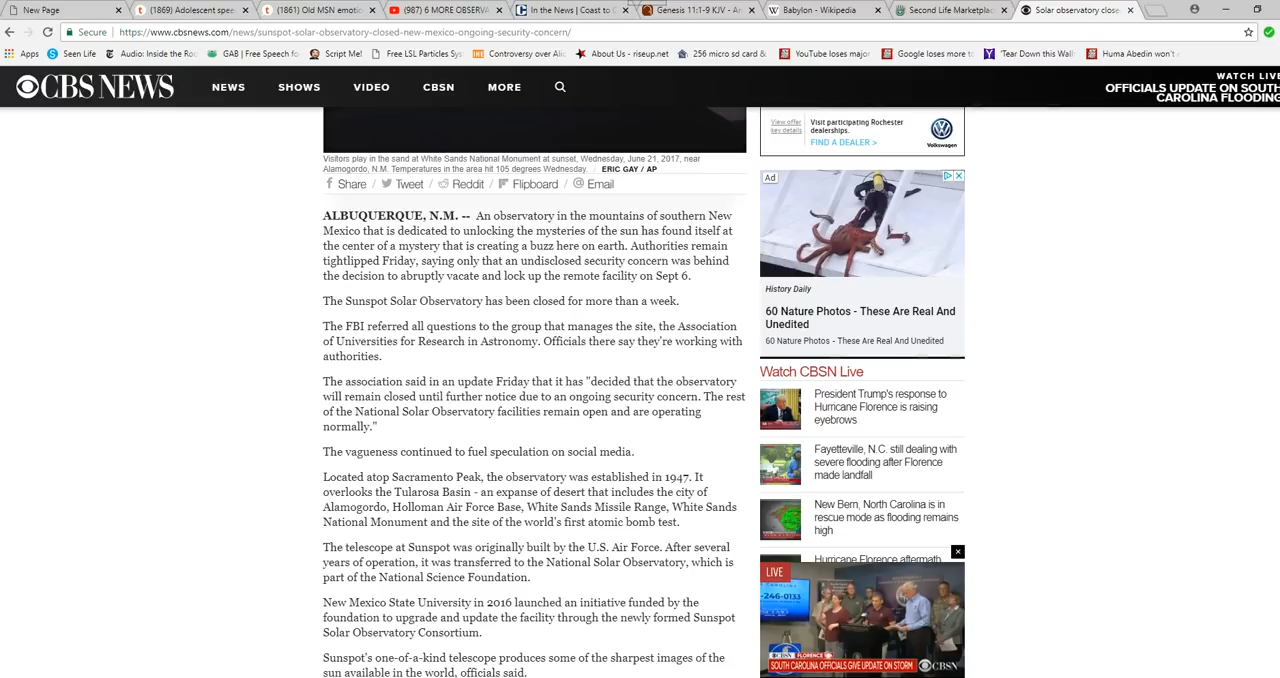 New Page
(1869) Adolescent speec
(1861) Old MSN emotic
(987) 6 MORE OBSERVA
In the News | Coast to C
Genesis 11:1-9 KJV - An
Babylon - Wikipedia
Second Life Marketplac
Solar observatory close
Secure
https://www.cbsnews.com/news/sunspot-solar-observatory-closed-new-mexico-ongoing-security-concern/
Apps
Seen Life
Audio: Inside the Ro
GAB | Free Speech fo
Script Me!
Free LSL Particles Sys
Controversy over Ali
About Us - riseup.net
256 micro sd card &
YouTube loses major
Google loses more to
'Tear Down this Wall
Huma Abedin won't
CBS NEWS
NEWS
SHOWS
VIDEO
CBSN
MORE
WATCH LIVE
OFFICIALS UPDATE ON SOUTH
CAROLINA FLOODING
Visitors play in the sand at White Sands National Monument at sunset, Wednesday, June 21, 2017, near
Alamogordo, N.M. Temperatures in the area hit 105 degrees Wednesday. / ERIC GAY / AP
Share / Tweet / Reddit / Flipboard / Email
ALBUQUERQUE, N.M. -- An observatory in the mountains of southern New
Mexico that is dedicated to unlocking the mysteries of the sun has found itself at
the center of a mystery that is creating a buzz here on earth. Authorities remain
tightlipped Friday, saying only that an undisclosed security concern was behind
the decision to abruptly vacate and lock up the remote facility on Sept 6.
The Sunspot Solar Observatory has been closed for more than a week.
The FBI referred all questions to the group that manages the site, the Association
of Universities for Research in Astronomy. Officials there say they're working with
authorities.
The association said in an update Friday that it has "decided that the observatory
will remain closed until further notice due to an ongoing security concern. The rest
of the National Solar Observatory facilities remain open and are operating
normally."
The vagueness continued to fuel speculation on social media.
Located atop Sacramento Peak, the observatory was established in 1947. It
overlooks the Tularosa Basin - an expanse of desert that includes the city of
Alamogordo, Holloman Air Force Base, White Sands Missile Range, White Sands
National Monument and the site of the world's first atomic bomb test.
The telescope at Sunspot was originally built by the U.S. Air Force. After several
years of operation, it was transferred to the National Solar Observatory, which is
part of the National Science Foundation.
New Mexico State University in 2016 launched an initiative funded by the
foundation to upgrade and update the facility through the newly formed Sunspot
Solar Observatory Consortium.
Sunspot's one-of-a-kind telescope produces some of the sharpest images of the
sun available in the world, officials said.
View offer
key details
Visit participating Rochester
dealerships.
FIND A DEALER >
Volkswagen
Ad
History Daily
60 Nature Photos - These Are Real And
Unedited
60 Nature Photos - These Are Real And Unedited
Watch CBSN Live
President Trump's response to
Hurricane Florence is raising
eyebrows
Fayetteville, N.C. still dealing with
severe flooding after Florence
made landfall
New Bern, North Carolina is in
rescue mode as flooding remains
high
Hurricane Florence aftermath
LIVE
-246-0133
CBS NEWS
FLORENCE
SOUTH CAROLINA OFFICIALS GIVE UPDATE ON STORM
CBSN